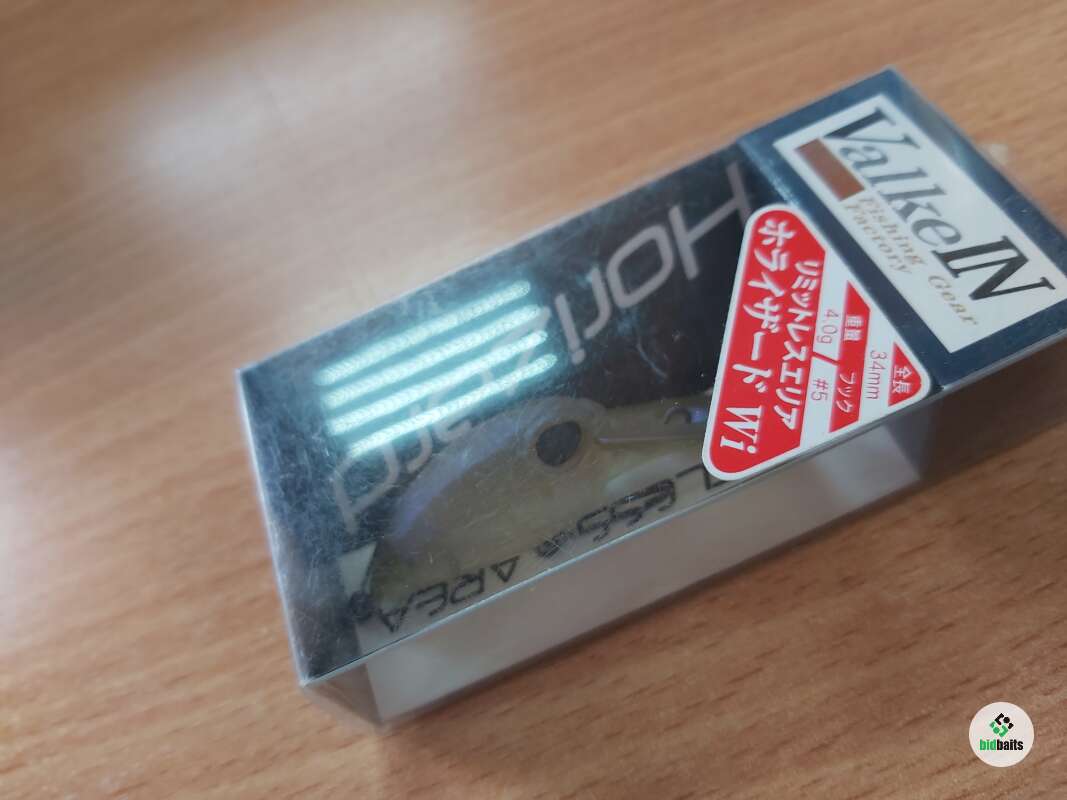 ValkeIN
Fishing Gear
Factory
Horizard
リミットレスエリア
ホライザード Wi
全長
34mm
重量 フック
4.0g #5
LESS AREA
bidbaits